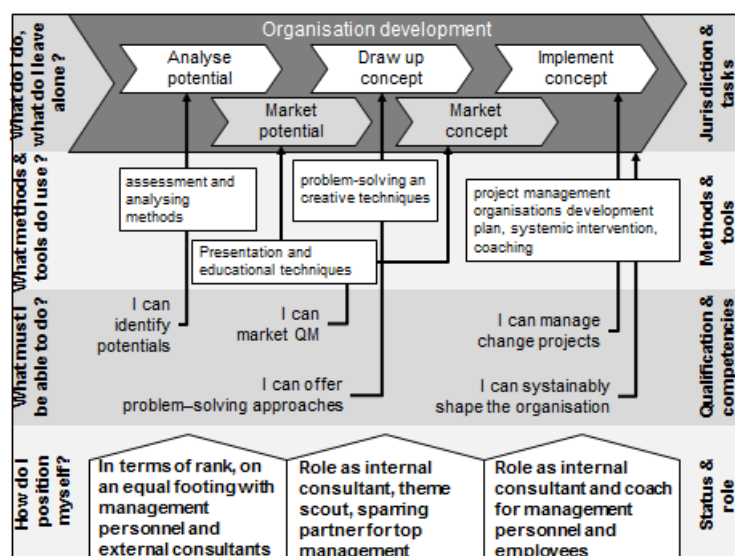 What do I do,
what do I leave
alone?
Organisation development
Analyse
potential
Draw up
concept
Implement
concept
Market
potential
Market
concept
Jurisdiction &
tasks
What methods &
tools do I use?
assessment and
analysing
methods
problem-solving an
creative techniques
project management
organisations development
plan, systemic intervention,
coaching
Presentation and
educational techniques
Methods &
tools
What must I
be able to do?
I can
identify
potentials
I can
market QM
I can manage
change projects
I can offer
problem–solving approaches
I can systainably
shape the organisation
Qualification &
competencies
How do I
position
myself?
In terms of rank, on
an equal footing with
management
personnel and
external consultants
Role as internal
consultant, theme
scout, sparring
partner for top
management
Role as internal
consultant and coach
for management
personnel and
employees
Status &
role